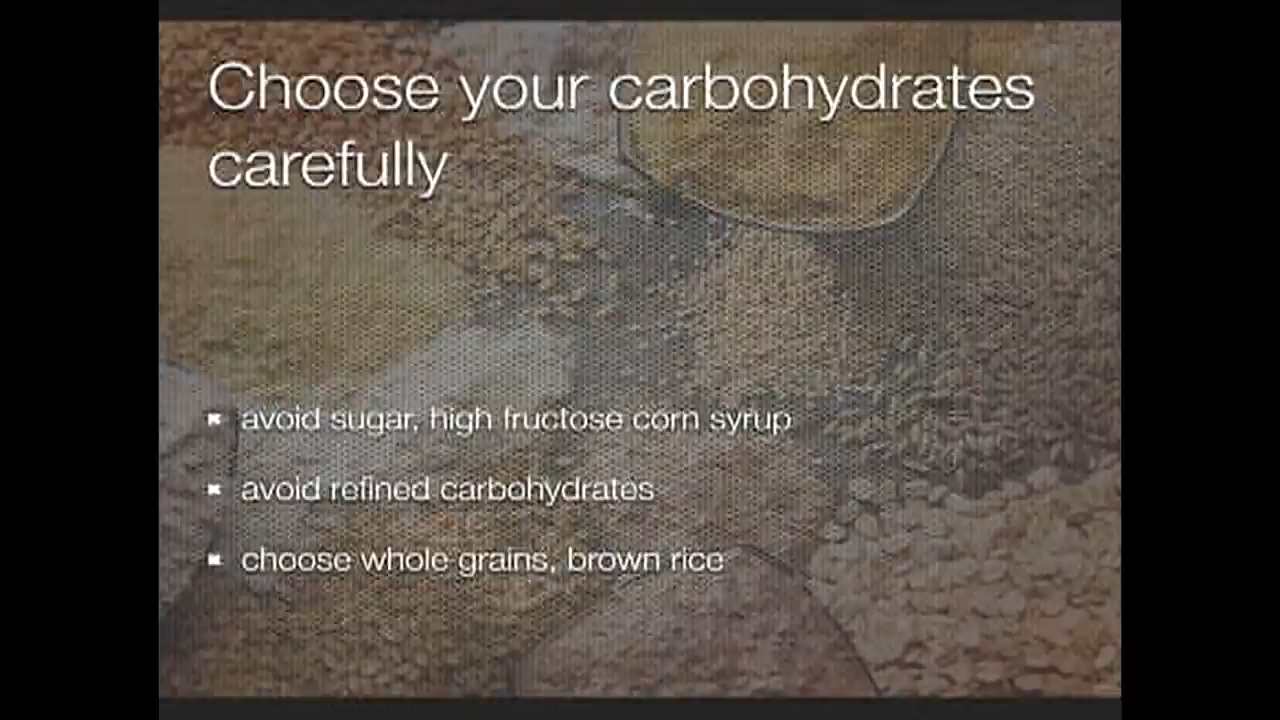 Choose your carbohydrates
carefully
avoid sugar, high fructose corn syrup
avoid refined carbohydrates
choose whole grains, brown rice